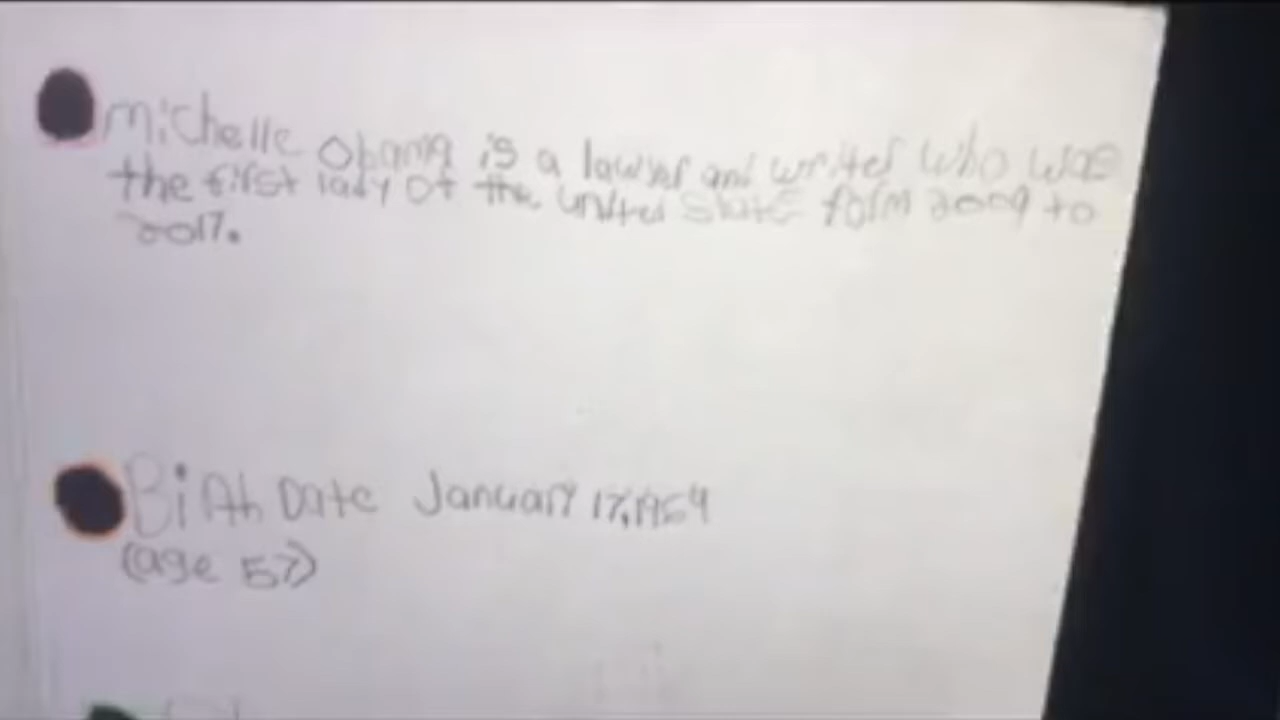 michelle Obama is a lawyer and writer who was
the first lady of the united State form 2009 to
2017.
Birth Date January 17,1964
(age 57)